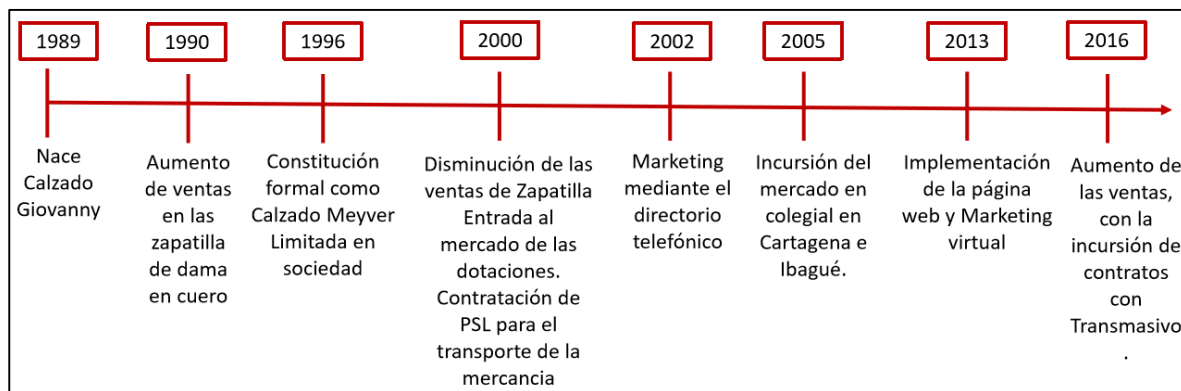 1989
1990
1996
2000
2002
2005
2013
2016
Nace
Calzado
Giovanny
Aumento
de ventas
en las
zapatilla
de dama
en cuero
Constitución
formal como
Calzado Meyver
Limitada en
sociedad
Disminución de las
ventas de Zapatilla
Entrada al
mercado de las
dotaciones.
Contratación de
PSL para el
transporte de la
mercancia
Marketing
mediante el
directorio
telefónico
Incursión del
mercado en
colegial en
Cartagena e
Ibagué.
Implementación
de la página
web y Marketing
virtual
Aumento de
las ventas,
con la
incursión de
contratos
con
Transmasivo
.